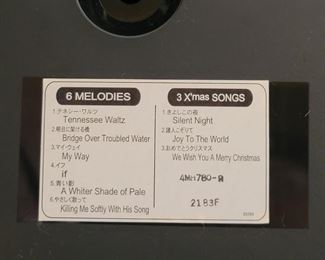 6 MELODIES
1.テネシー・ワルツ
Tennessee Waltz
2.明日に架ける橋
Bridge Over Troubled Water
3.マイ・ウェイ
My Way
4.イフ
if
5.青い影
A Whiter Shade of Pale
6.やさしく歌って
Killing Me Softly With His Song
3 X'mas SONGS
1.きよしこの夜
Silent Night
2.諸人こぞりて
Joy To The World
3.おめでとうクリスマス
We Wish You A Merry Christmas
4MH780-R
2183F